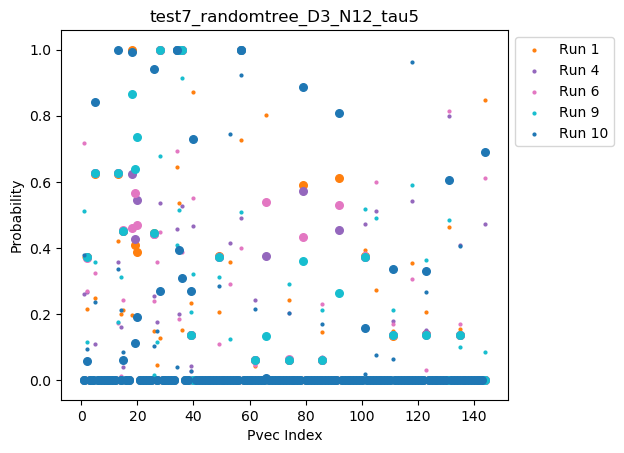 test7_randomtree_D3_N12_tau5
1.0
0.8
0.6
0.4
0.2
0.0
Probability
0
20
40
60
80
100
120
140
Pvec Index
Run 1
Run 4
Run 6
Run 9
Run 10